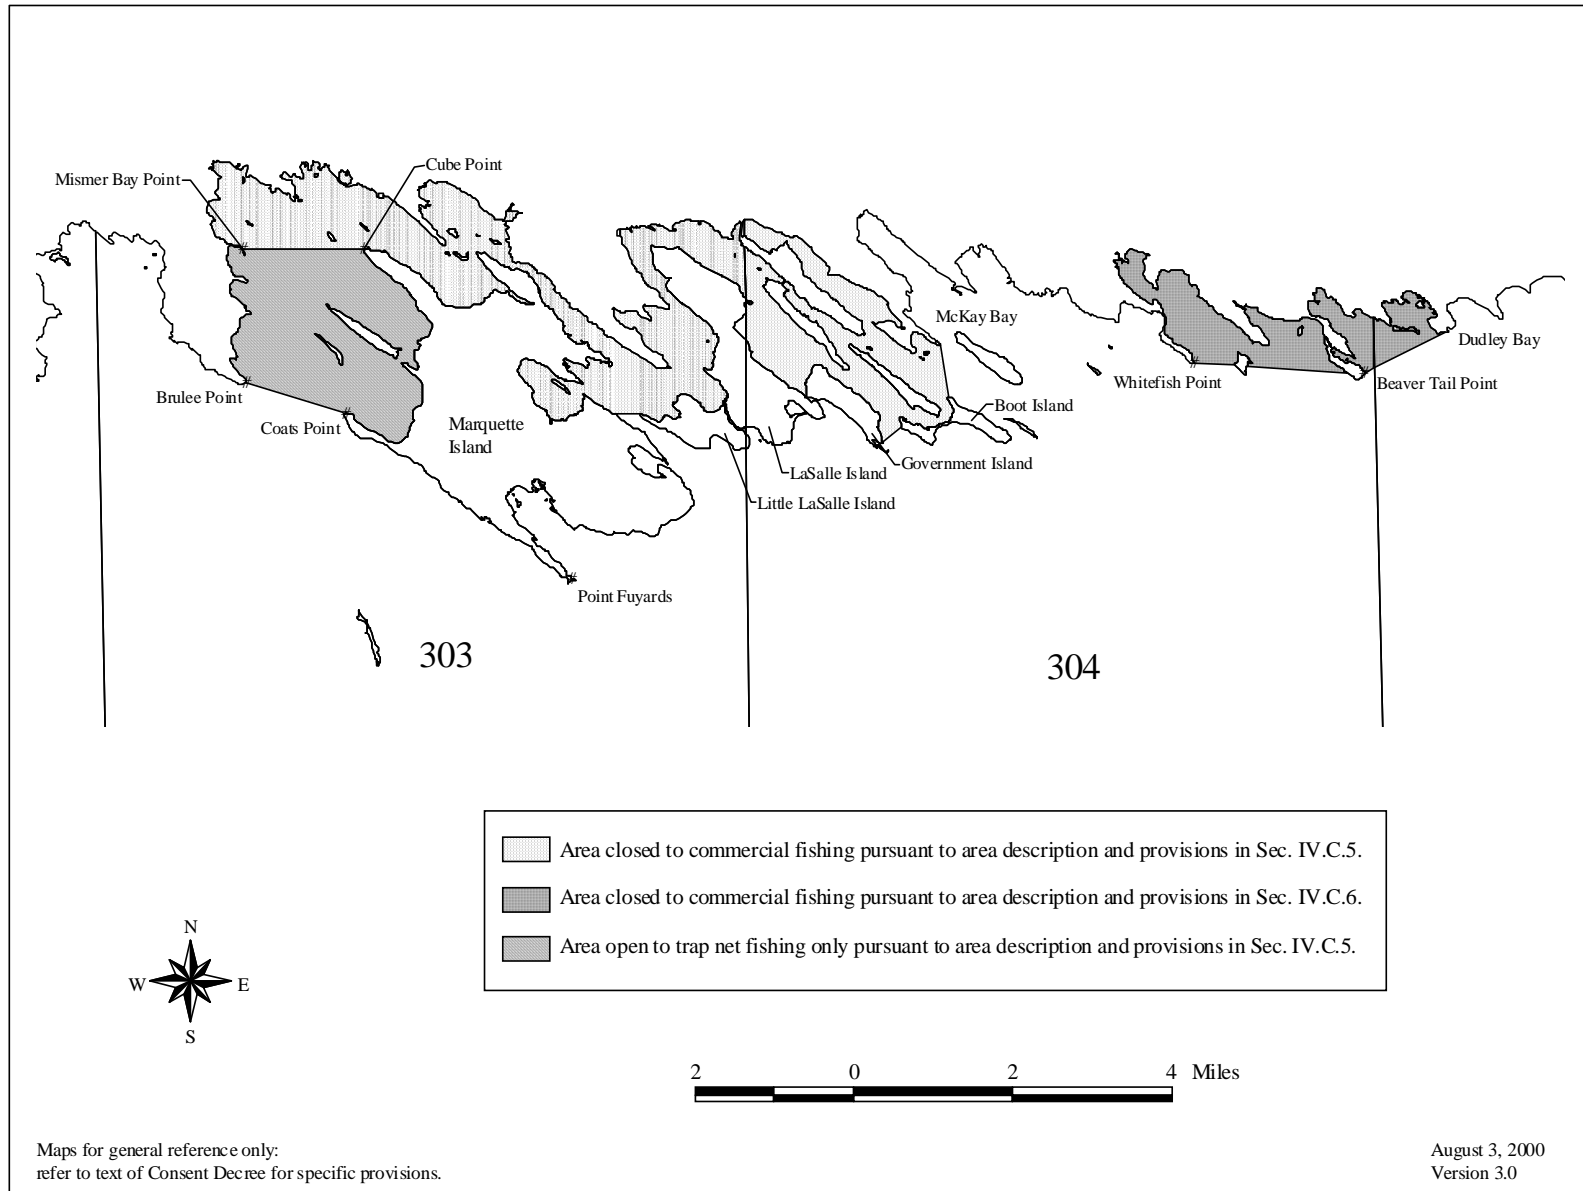 Cube Point
Mismer Bay Point
McKay Bay
Dudley Bay
Whitefish Point
Beaver Tail Point
Brulee Point
Coats Point
Marquette
Island
Boot Island
Government Island
LaSalle Island
Little LaSalle Island
Point Fuyards
303
304
Area closed to commercial fishing pursuant to area description and provisions in Sec. IV.C.5.
Area closed to commercial fishing pursuant to area description and provisions in Sec. IV.C.6.
Area open to trap net fishing only pursuant to area description and provisions in Sec. IV.C.5.
N
W E
S
2 0 2 4 Miles
Maps for general reference only:
refer to text of Consent Decree for specific provisions.
August 3, 2000
Version 3.0